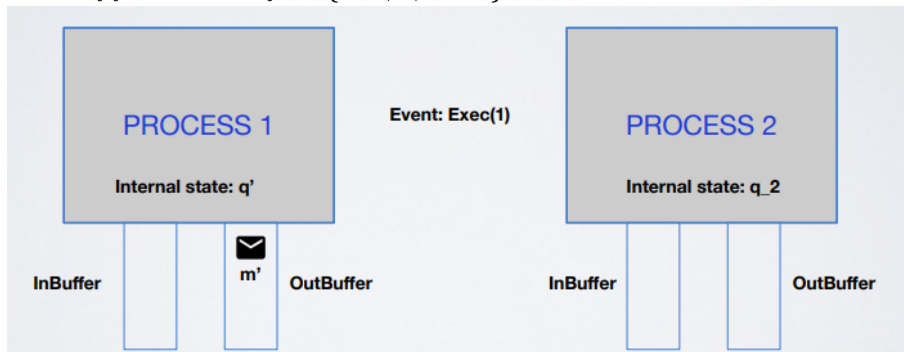 PROCESS 1
Event: Exec(1)
PROCESS 2
Internal state: q'
Internal state: q_2
m'
InBuffer
OutBuffer
InBuffer
OutBuffer